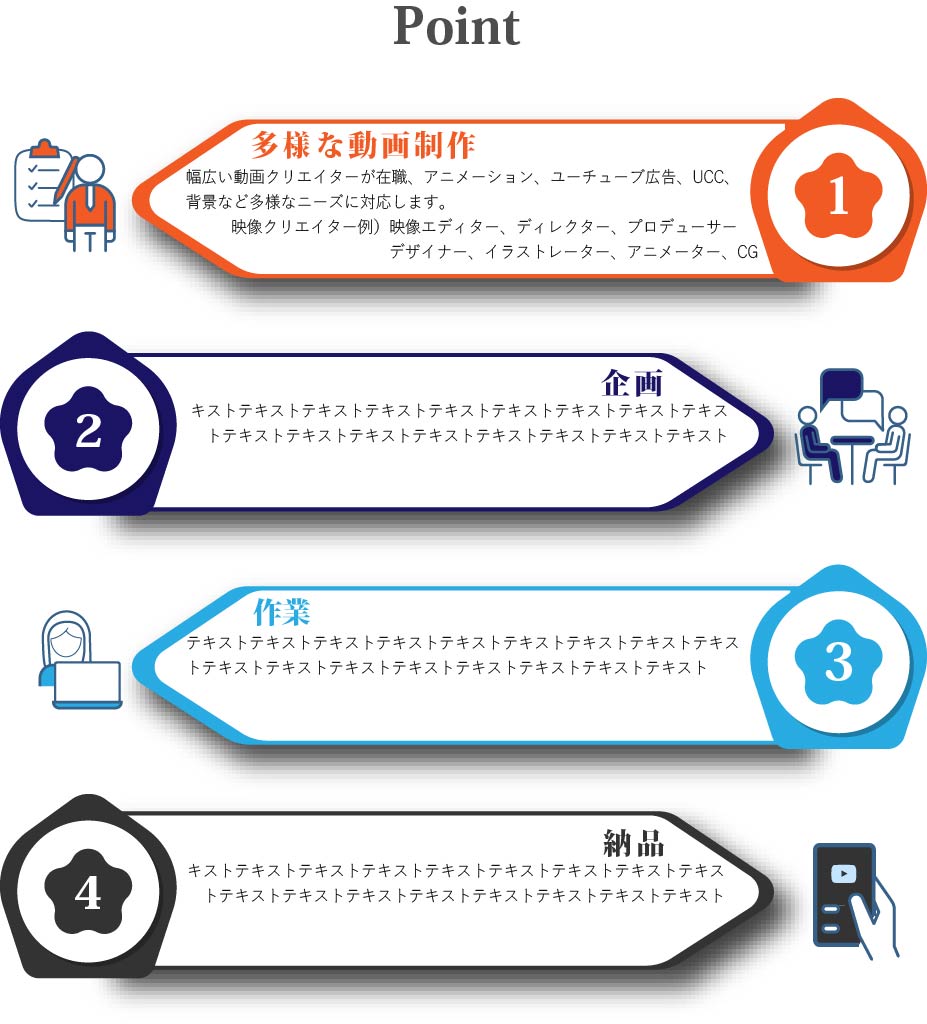 Point
多様な動画制作
幅広い動画クリエイターが在職、アニメーション、ユーチューブ広告、UCC、
背景など多様なニーズに対応します。
映像クリエイター例）映像エディター、ディレクター、プロデューサー
デザイナー、イラストレーター、アニメーター、CG
1
企画
キストテキストテキストテキストテキストテキストテキストテキストテキス
トテキストテキストテキストテキストテキストテキストテキストテキスト
2
作業
テキストテキストテキストテキストテキストテキストテキストテキストテキス
トテキストテキストテキストテキストテキストテキストテキストテキスト
3
納品
キストテキストテキストテキストテキストテキストテキストテキストテキス
トテキストテキストテキストテキストテキストテキストテキストテキスト
4